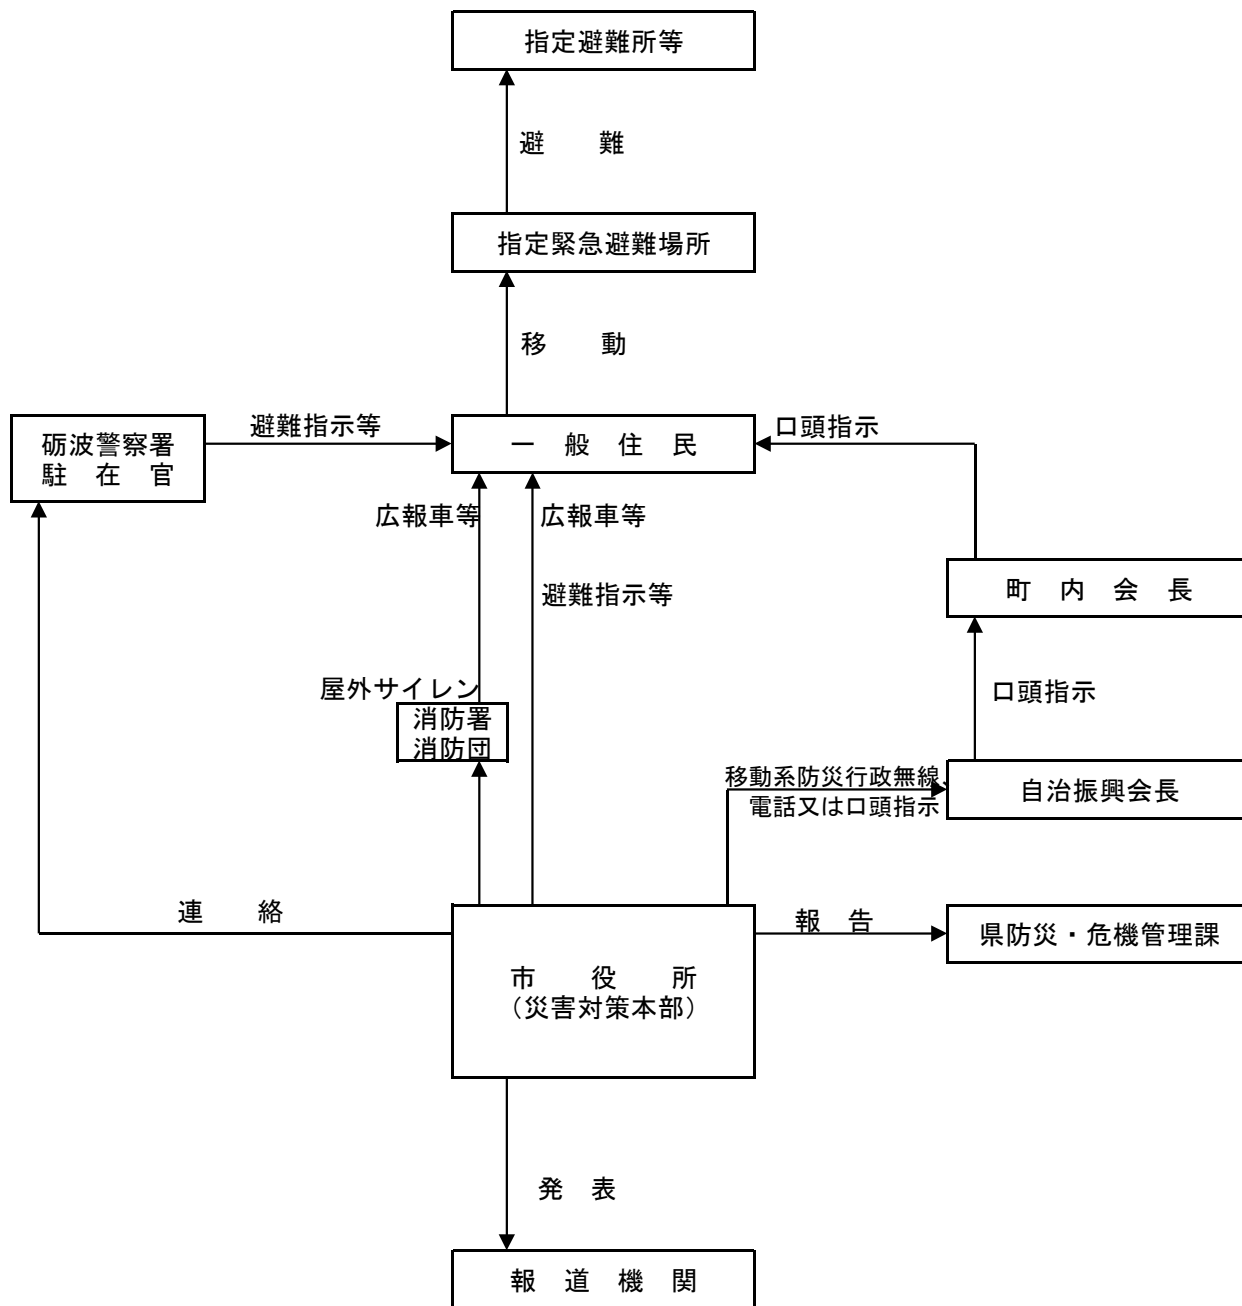 指定避難所等
避　　難
指定緊急避難場所
移　　動
避難指示等
口頭指示
砺波警察署
駐　在　官
一　般　住　民
広報車等
広報車等
町　内　会　長
避難指示等
屋外サイレン
口頭指示
消防署
消防団
移動系防災行政無線、
電話又は口頭指示
自治振興会長
連　　絡
報　告
県防災・危機管理課
市　　役　　所
（災害対策本部）
発　表
報　道　機　関